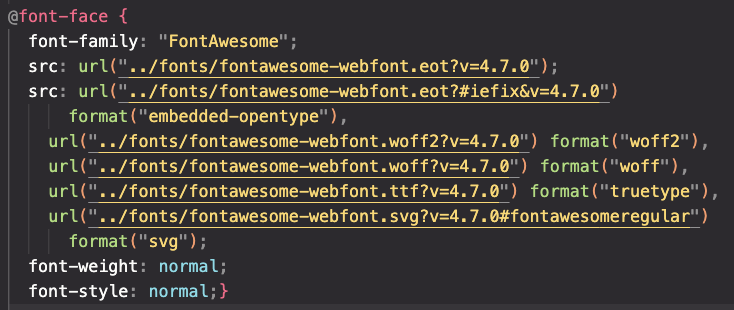 @font-face {
font-family: "FontAwesome";
src: url("../fonts/fontawesome-webfont.eot?v=4.7.0");
src: url("../fonts/fontawesome-webfont.eot?#iefix&v=4.7.0")
format("embedded-opentype"),
url("../fonts/fontawesome-webfont.woff2?v=4.7.0") format("woff2"),
url("../fonts/fontawesome-webfont.woff?v=4.7.0") format("woff"),
url("../fonts/fontawesome-webfont.ttf?v=4.7.0") format("truetype"),
url("../fonts/fontawesome-webfont.svg?v=4.7.0#fontawesomeregular")
format("svg");
font-weight: normal;
font-style: normal;}